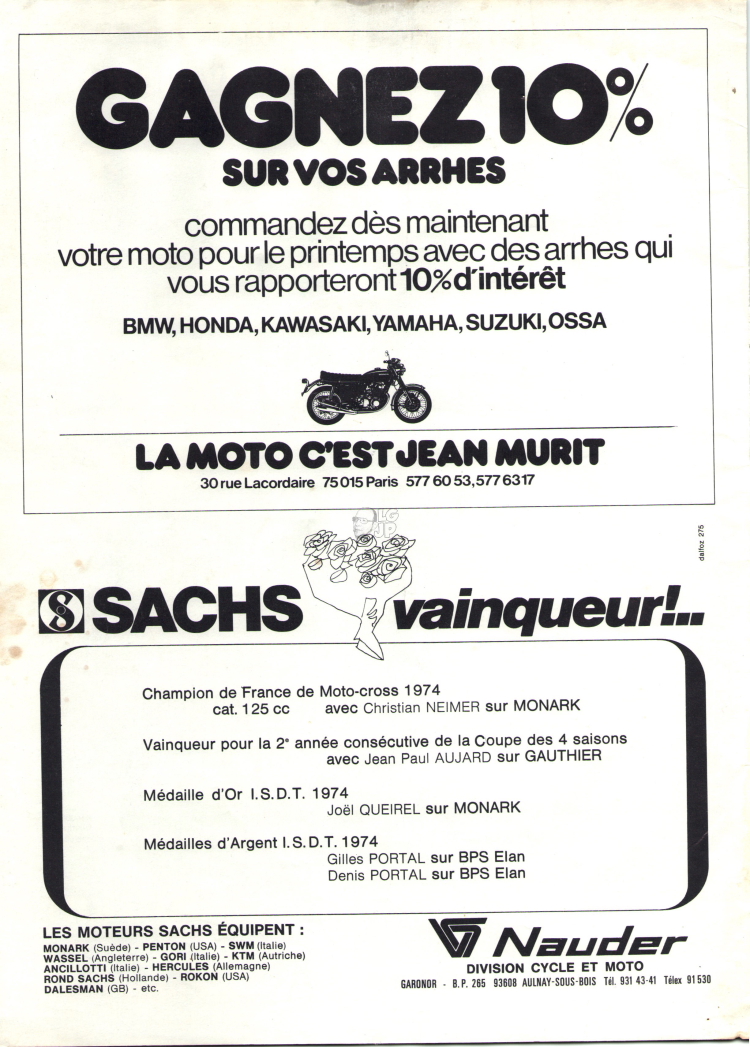 GAGNEZ 10%
SUR VOS ARRHES
commandez dès maintenant
votre moto pour le printemps avec des arrhes qui
vous rapporteront 10% d'intérêt
BMW, HONDA, KAWASAKI, YAMAHA, SUZUKI, OSSA
LA MOTO C'EST JEAN MURIT
30 rue Lacordaire 75015 Paris 577 60 53, 577 6317
LG
JP
dalfoz 275
SACHS vainqueur!..
Champion de France de Moto-cross 1974
cat. 125 cc avec Christian NEIMER sur MONARK
Vainqueur pour la 2e année consécutive de la Coupe des 4 saisons
avec Jean Paul AUJARD sur GAUTHIER
Médaille d'Or I.S.D.T. 1974
Joël QUEIREL sur MONARK
Médailles d'Argent I.S.D.T. 1974
Gilles PORTAL sur BPS Elan
Denis PORTAL sur BPS Elan
LES MOTEURS SACHS ÉQUIPENT :
MONARK (Suède) - PENTON (USA) - SWM (Italie)
WASSEL (Angleterre) - GORI (Italie) - KTM (Autriche)
ANCILLOTTI (Italie) - HERCULES (Allemagne)
ROND SACHS (Hollande) - ROKON (USA)
DALESMAN (GB) - etc.
Nauder
DIVISION CYCLE ET MOTO
GARONOR - B.P. 265 93608 AULNAY-SOUS-BOIS Tél. 931 43-41 Télex 91 530